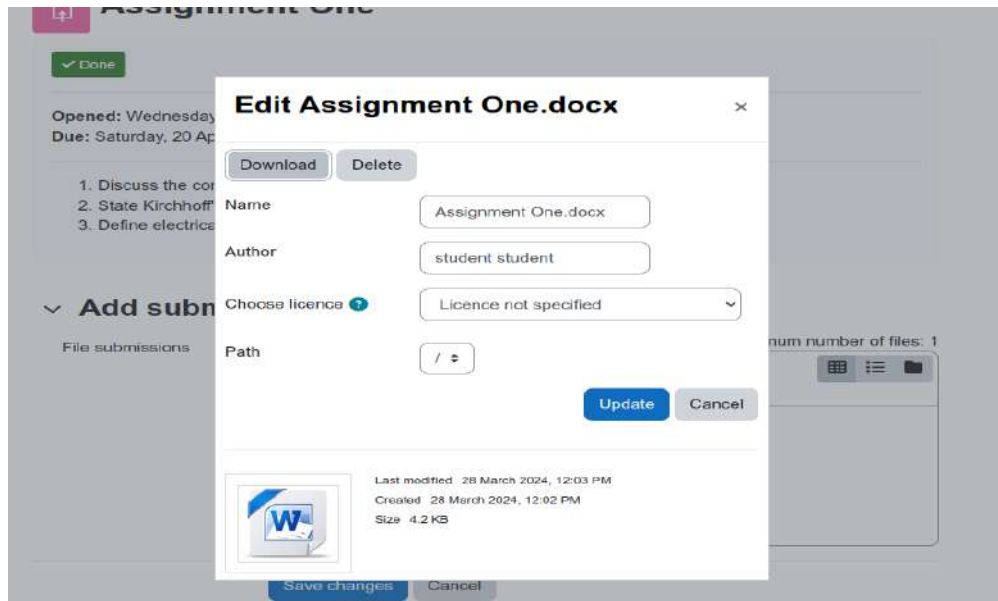 Assignment One
Done
Edit Assignment One.docx
×
Opened: Wednesday
Due: Saturday, 20 Ap
Download Delete
1. Discuss the cor
2. State Kirchhoff'
3. Define electrica
Name Assignment One.docx
Author student student
Choose licence ? Licence not specified
Add subm
File submissions
Path /
num number of files: 1
Update Cancel
Last modified 28 March 2024, 12:03 PM
Created 28 March 2024, 12:02 PM
Size 4.2 KB
W
Save changes Cancel